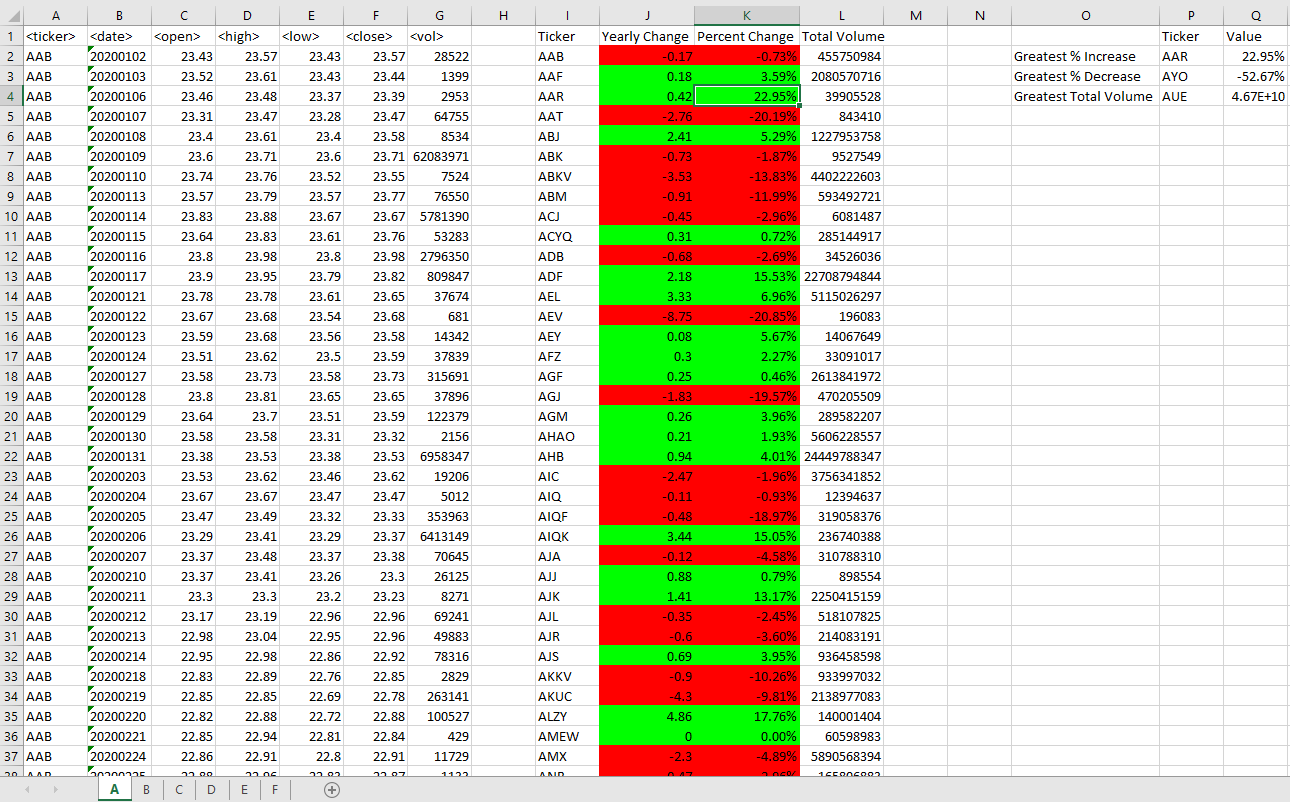 A B C D E F G H I J K L M N O P Q
1 <ticker> <date> <open> <high> <low> <close> <vol> Ticker Yearly Change Percent Change Total Volume Ticker Value
2 AAB 20200102 23.43 23.57 23.43 23.57 28522 AAB -0.17 -0.73% 455750984 Greatest % Increase AAR 22.95%
3 AAB 20200103 23.52 23.61 23.43 23.44 1399 AAF 0.18 3.59% 2080570716 Greatest % Decrease AYO -52.67%
4 AAB 20200106 23.46 23.48 23.37 23.39 2953 AAR 0.42 22.95% 39905528 Greatest Total Volume AUE 4.67E+10
5 AAB 20200107 23.31 23.47 23.28 23.47 64755 AAT -2.76 -20.19% 843410
6 AAB 20200108 23.4 23.61 23.4 23.58 8534 ABJ 2.41 5.29% 1227953758
7 AAB 20200109 23.6 23.71 23.6 23.71 62083971 ABK -0.73 -1.87% 9527549
8 AAB 20200110 23.74 23.76 23.52 23.55 7524 ABKV -3.53 -13.83% 4402222603
9 AAB 20200113 23.57 23.79 23.57 23.77 76550 ABM -0.91 -11.99% 593492721
10 AAB 20200114 23.83 23.88 23.67 23.67 5781390 ACJ -0.45 -2.96% 6081487
11 AAB 20200115 23.64 23.83 23.61 23.76 53283 ACYQ 0.31 0.72% 285144917
12 AAB 20200116 23.8 23.98 23.8 23.98 2796350 ADB -0.68 -2.69% 34526036
13 AAB 20200117 23.9 23.95 23.79 23.82 809847 ADF 2.18 15.53% 22708794844
14 AAB 20200121 23.78 23.78 23.61 23.65 37674 AEL 3.33 6.96% 5115026297
15 AAB 20200122 23.67 23.68 23.54 23.68 681 AEV -8.75 -20.85% 196083
16 AAB 20200123 23.59 23.68 23.56 23.58 14342 AEY 0.08 5.67% 14067649
17 AAB 20200124 23.51 23.62 23.5 23.59 37839 AFZ 0.3 2.27% 33091017
18 AAB 20200127 23.58 23.73 23.58 23.73 315691 AGF 0.25 0.46% 2613841972
19 AAB 20200128 23.8 23.81 23.65 23.65 37896 AGJ -1.83 -19.57% 470205509
20 AAB 20200129 23.64 23.7 23.51 23.59 122379 AGM 0.26 3.96% 289582207
21 AAB 20200130 23.58 23.58 23.31 23.32 2156 AHAO 0.21 1.93% 5606228557
22 AAB 20200131 23.38 23.53 23.38 23.53 6958347 AHB 0.94 4.01% 24449788347
23 AAB 20200203 23.53 23.62 23.46 23.62 19206 AIC -2.47 -1.96% 3756341852
24 AAB 20200204 23.67 23.67 23.47 23.47 5012 AIQ -0.11 -0.93% 12394637
25 AAB 20200205 23.47 23.49 23.32 23.33 353963 AIQF -0.48 -18.97% 319058376
26 AAB 20200206 23.29 23.41 23.29 23.37 6413149 AIQK 3.44 15.05% 236740388
27 AAB 20200207 23.37 23.48 23.37 23.38 70645 AJA -0.12 -4.58% 310788310
28 AAB 20200210 23.37 23.41 23.26 23.3 26125 AJJ 0.88 0.79% 898554
29 AAB 20200211 23.3 23.3 23.2 23.23 8271 AJK 1.41 13.17% 2250415159
30 AAB 20200212 23.17 23.19 22.96 22.96 69241 AJL -0.35 -2.45% 518107825
31 AAB 20200213 22.98 23.04 22.95 22.96 49883 AJR -0.6 -3.60% 214083191
32 AAB 20200214 22.95 22.98 22.86 22.92 78316 AJS 0.69 3.95% 936458598
33 AAB 20200218 22.83 22.89 22.76 22.85 2829 AKKV -0.9 -10.26% 933997032
34 AAB 20200219 22.85 22.85 22.69 22.78 263141 AKUC -4.3 -9.81% 2138977083
35 AAB 20200220 22.82 22.88 22.72 22.88 100527 ALZY 4.86 17.76% 140001404
36 AAB 20200221 22.85 22.94 22.81 22.84 429 AMEW 0 0.00% 60598983
37 AAB 20200224 22.86 22.91 22.8 22.91 11729 AMX -2.3 -4.89% 5890568394
A B C D E F